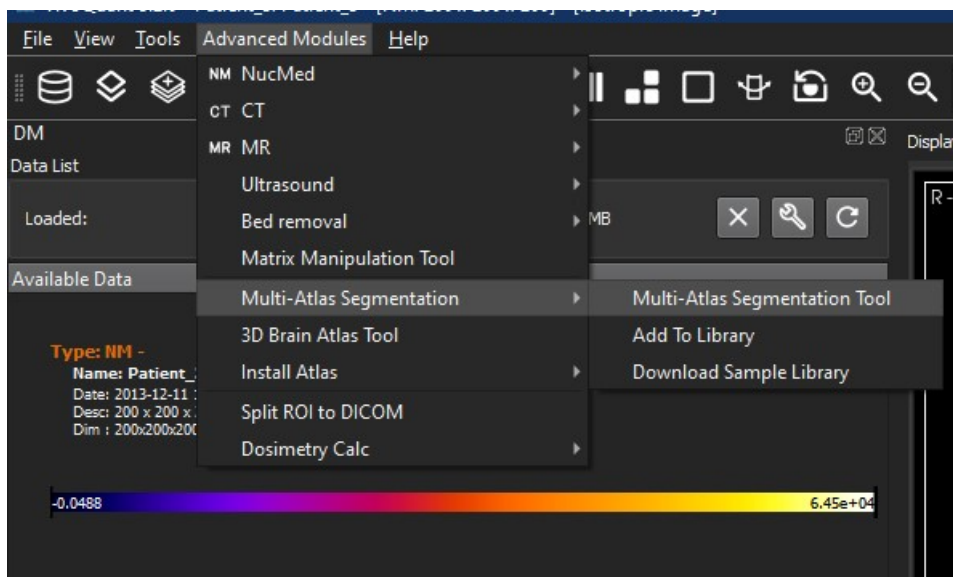 File View Tools Advanced Modules Help
NM NucMed
CT CT
MR MR
Ultrasound
Bed removal
Matrix Manipulation Tool
Multi-Atlas Segmentation
3D Brain Atlas Tool
Install Atlas
Split ROI to DICOM
Dosimetry Calc
Multi-Atlas Segmentation Tool
Add To Library
Download Sample Library
DM
Data List
Loaded:
MB
Available Data
Type: NM -
Name: Patient_
Date: 2013-12-11
Desc: 200 x 200 x
Dim : 200x200x200
-0.0488 6.45e+04
Displa
R -